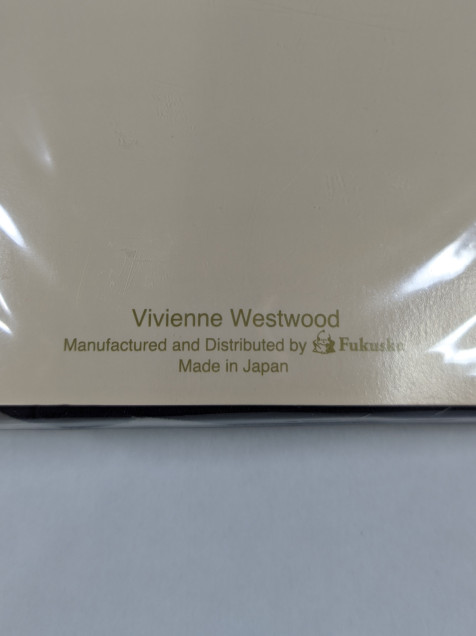 Vivienne Westwood
Manufactured and Distributed by Fukuske
Made in Japan